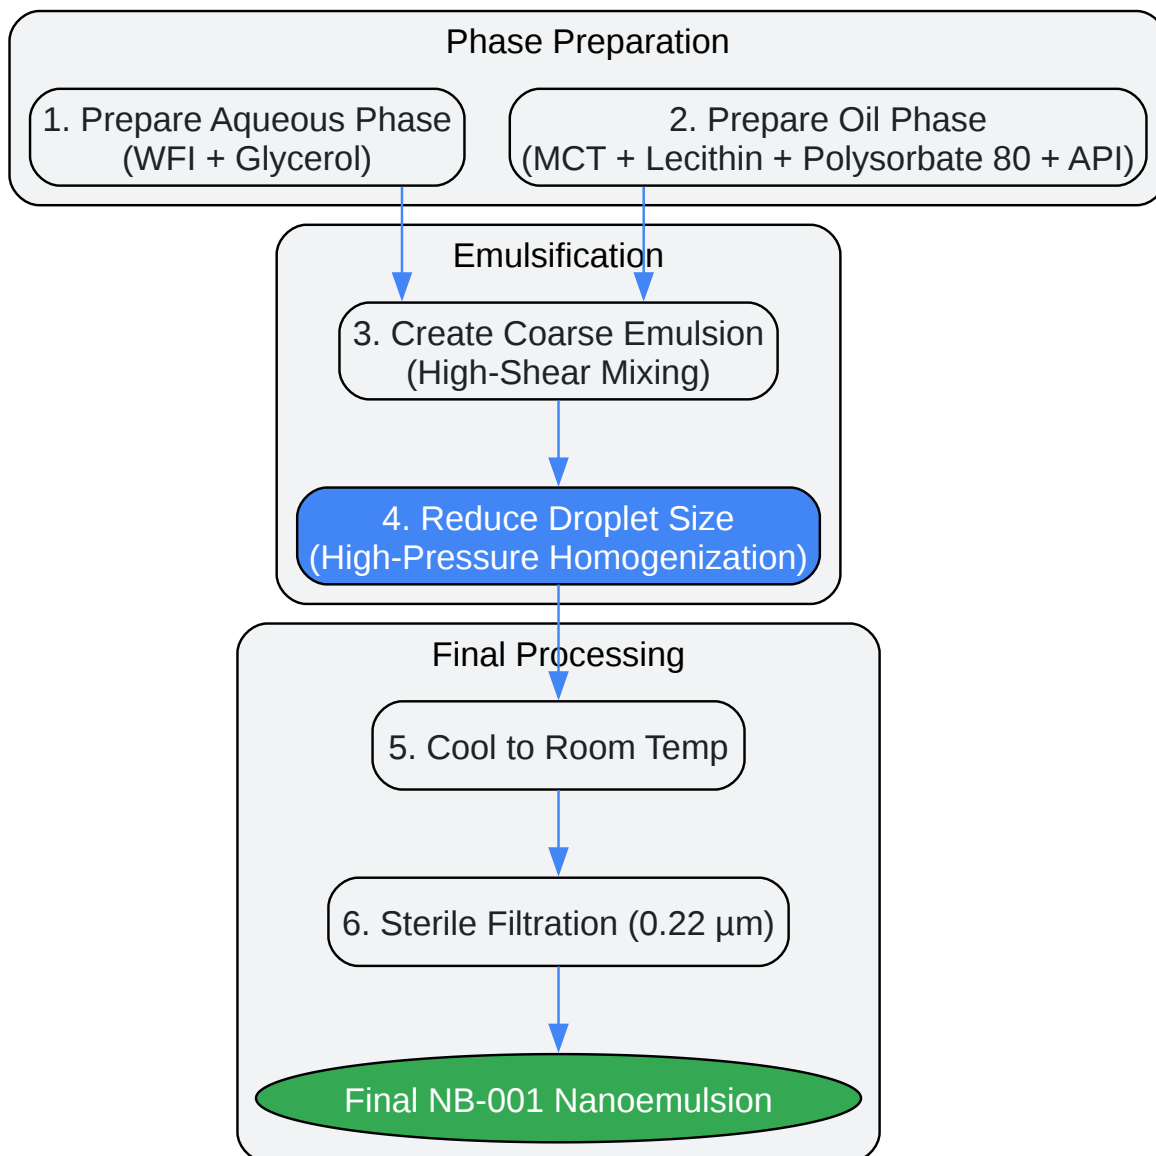 Phase Preparation
1. Prepare Aqueous Phase
(WFI + Glycerol)
2. Prepare Oil Phase
(MCT + Lecithin + Polysorbate 80 + API)
Emulsification
3. Create Coarse Emulsion
(High-Shear Mixing)
4. Reduce Droplet Size
(High-Pressure Homogenization)
Final Processing
5. Cool to Room Temp
6. Sterile Filtration (0.22 µm)
Final NB-001 Nanoemulsion